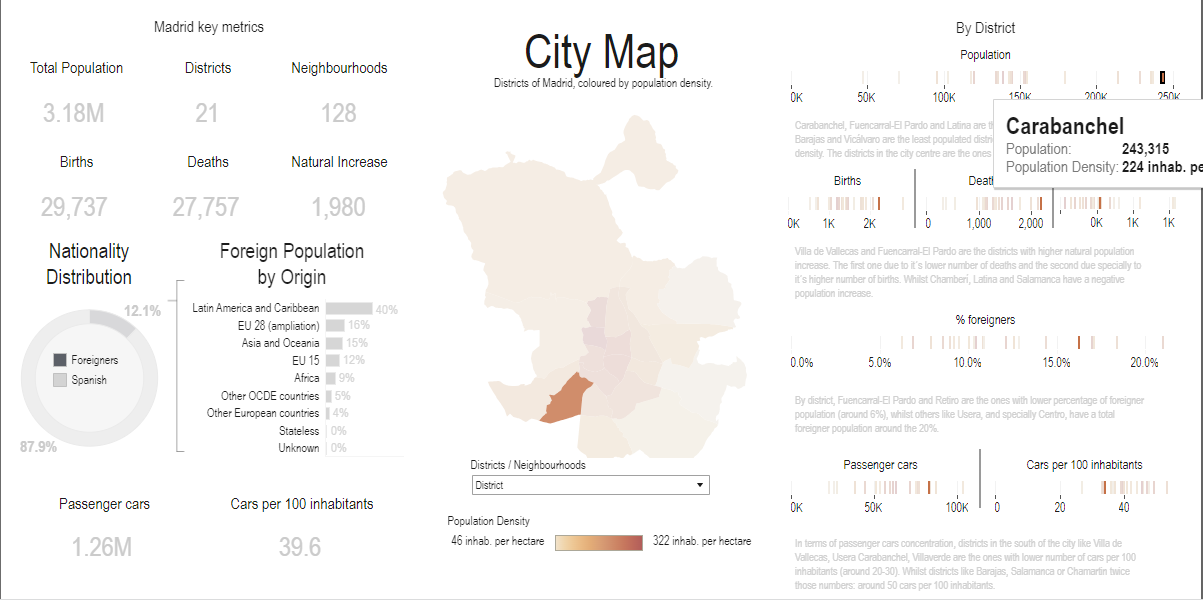 Madrid key metrics
Total Population
Districts
Neighbourhoods
3.18M
21
128
Births
Deaths
Natural Increase
29,737
27,757
1,980
Nationality
Distribution
12.1%
Foreigners
Spanish
87.9%
Foreign Population
by Origin
Latin America and Caribbean 40%
EU 28 (ampliation) 16%
Asia and Oceania 15%
EU 15 12%
Africa 9%
Other OCDE countries 5%
Other European countries 4%
Stateless 0%
Unknown 0%
Passenger cars
Cars per 100 inhabitants
1.26M
39.6
City Map
Districts of Madrid, coloured by population density.
Districts / Neighbourhoods
District
Population Density
46 inhab. per hectare
322 inhab. per hectare
By District
Population
0K 50K 100K 150K 200K 250K
Carabanchel, Fuencarral-El Pardo and Latina are th
Barajas and Vicálvaro are the least populated distri
density. The districts in the city centre are the ones
Carabanchel
Population: 243,315
Population Density: 224 inhab. pe
Births
Deat
0K 1K 2K
0 1,000 2,000
0K 1K 1K
Villa de Vallecas and Fuencarral-El Pardo are the districts with higher natural population
increase. The first one due to it´s lower number of deaths and the second due specially to
it´s higher number of births. Whilst Chamberí, Latina and Salamanca have a negative
population increase.
% foreigners
0.0% 5.0% 10.0% 15.0% 20.0%
By district, Fuencarral-El Pardo and Retiro are the ones with lower percentage of foreigner
population (around 6%), whilst others like Usera, and specially Centro, have a total
foreigner population around the 20%.
Passenger cars
Cars per 100 inhabitants
0K 50K 100K
0 20 40
In terms of passenger cars concentration, districts in the south of the city like Villa de
Vallecas, Usera Carabanchel, Villaverde are the ones with lower number of cars per 100
inhabitants (around 20-30). Whilst districts like Barajas, Salamanca or Chamartín twice
those numbers: around 50 cars per 100 inhabitants.